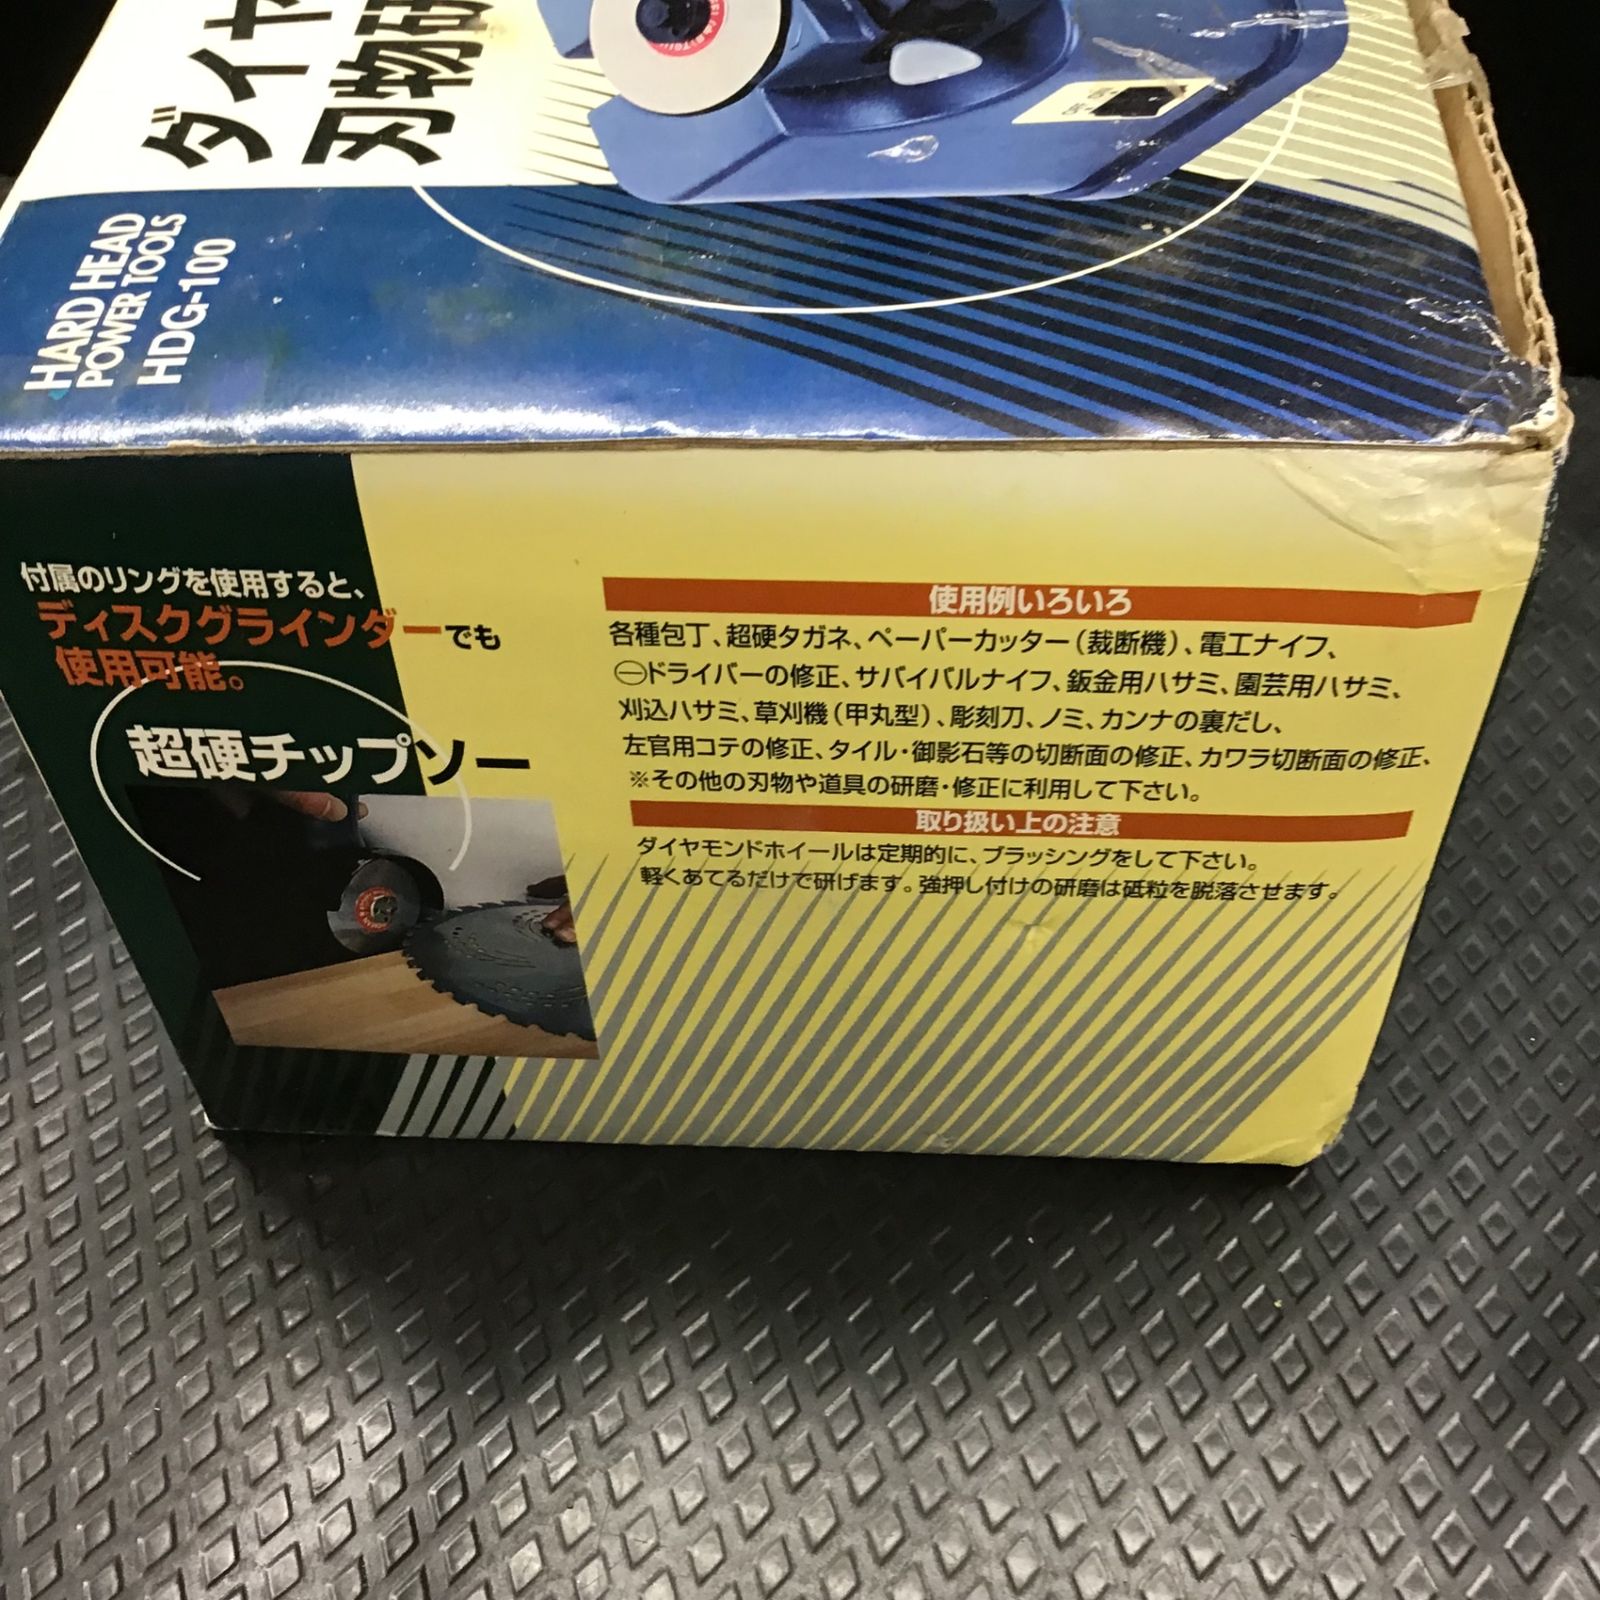 ダイヤ
刃物研
HARD HEAD
POWER TOOLS
HDG-100
付属のリングを使用すると、
ディスクグラインダーでも
使用可能。
超硬チップソー
使用例いろいろ
各種包丁、超硬タガネ、ペーパーカッター(裁断機)、電工ナイフ、
㊀ドライバーの修正、サバイバルナイフ、鈑金用ハサミ、園芸用ハサミ、
刈込ハサミ、草刈機(甲丸型)、彫刻刀、ノミ、カンナの裏だし、
左官用コテの修正、タイル・御影石等の切断面の修正、カワラ切断面の修正、
※その他の刃物や道具の研磨・修正に利用して下さい。
取り扱い上の注意
ダイヤモンドホイールは定期的に、ブラッシングをして下さい。
軽くあてるだけで研げます。強押し付けの研磨は砥粒を脱落させます。